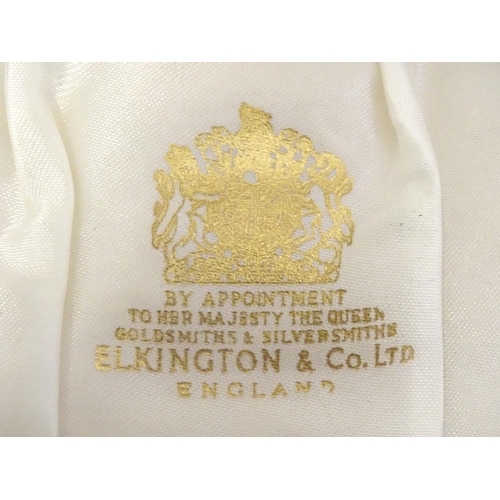 BY APPOINTMENT
TO HER MAJESTY THE QUEEN
GOLDSMITHS & SILVERSMITHS
ELKINGTON & CO. LTD
ENGLAND